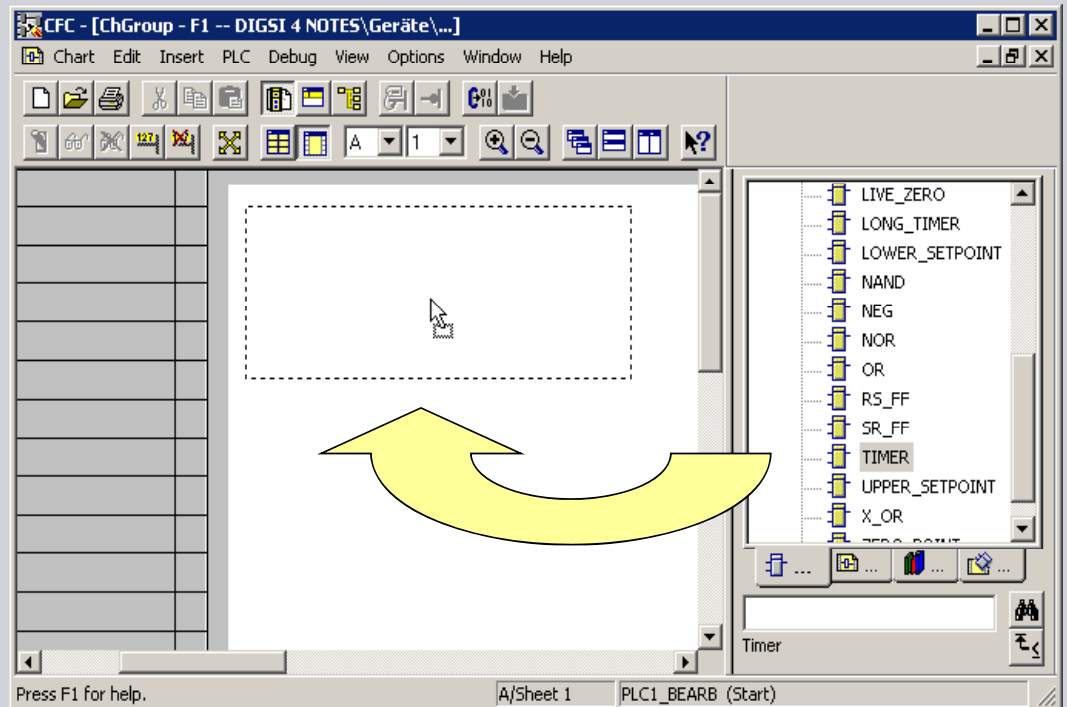 CFC - [ChGroup - F1 -- DIGSI 4 NOTES\Geräte\...]
Chart Edit Insert PLC Debug View Options Window Help
A 1
LIVE_ZERO
LONG_TIMER
LOWER_SETPOINT
NAND
NEG
NOR
OR
RS_FF
SR_FF
TIMER
UPPER_SETPOINT
X_OR
ZERO_POINT
... ... ... ...
Timer
Press F1 for help. A/Sheet 1 PLC1_BEARB (Start)